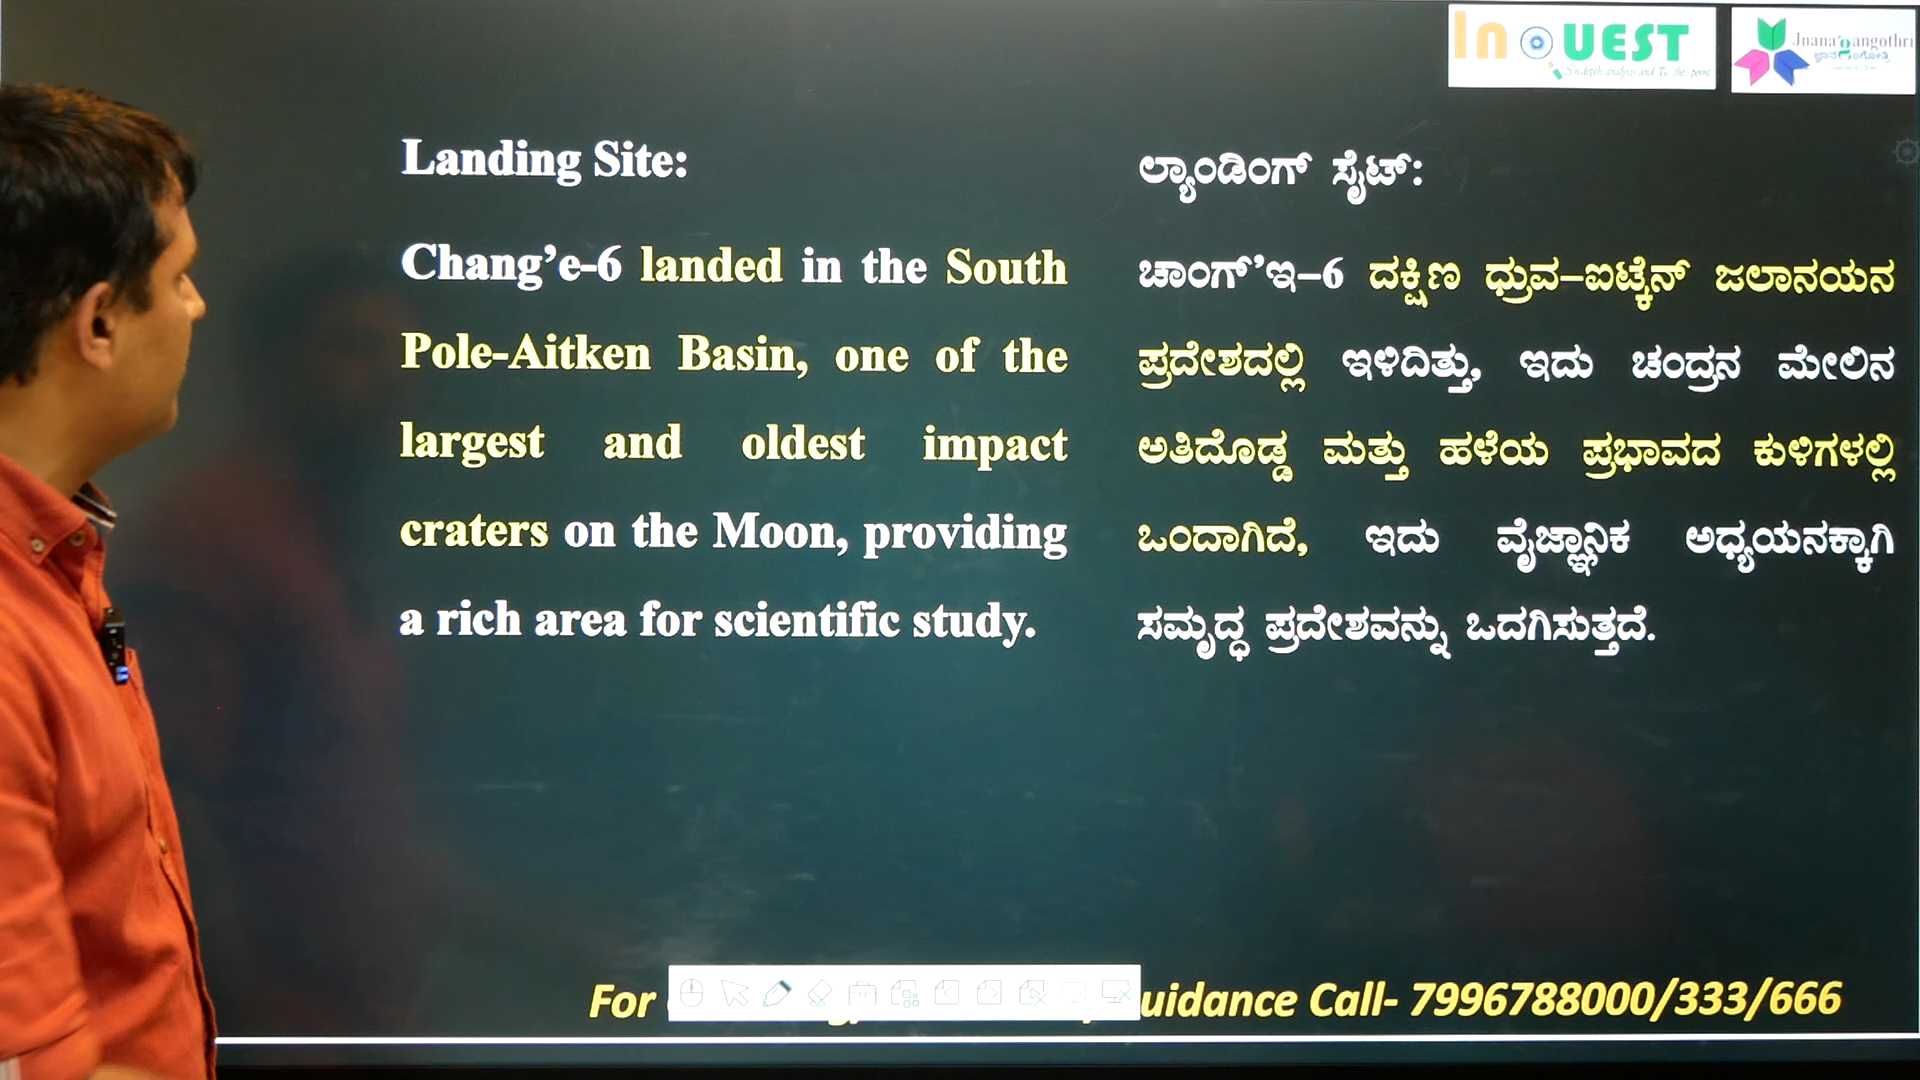 InQUEST
Jnana gangothri
ಜ್ಞಾನಗಂಗೋತ್ರಿ
Landing Site:
Chang’e-6 landed in the South
Pole-Aitken Basin, one of the
largest and oldest impact
craters on the Moon, providing
a rich area for scientific study.
ಲ್ಯಾಂಡಿಂಗ್ ಸೈಟ್:
ಚಾಂಗ್’ಇ–6 ದಕ್ಷಿಣ ಧ್ರುವ–ಐಟ್ಕೆನ್ ಜಲಾನಯನ
ಪ್ರದೇಶದಲ್ಲಿ ಇಳಿದಿತ್ತು, ಇದು ಚಂದ್ರನ ಮೇಲಿನ
ಅತಿದೊಡ್ಡ ಮತ್ತು ಹಳೆಯ ಪ್ರಭಾವದ ಕುಳಿಗಳಲ್ಲಿ
ಒಂದಾಗಿದೆ, ಇದು ವೈಜ್ಞಾನಿಕ ಅಧ್ಯಯನಕ್ಕಾಗಿ
ಸಮೃದ್ಧ ಪ್ರದೇಶವನ್ನು ಒದಗಿಸುತ್ತದೆ.
For uidance Call- 7996788000/333/666